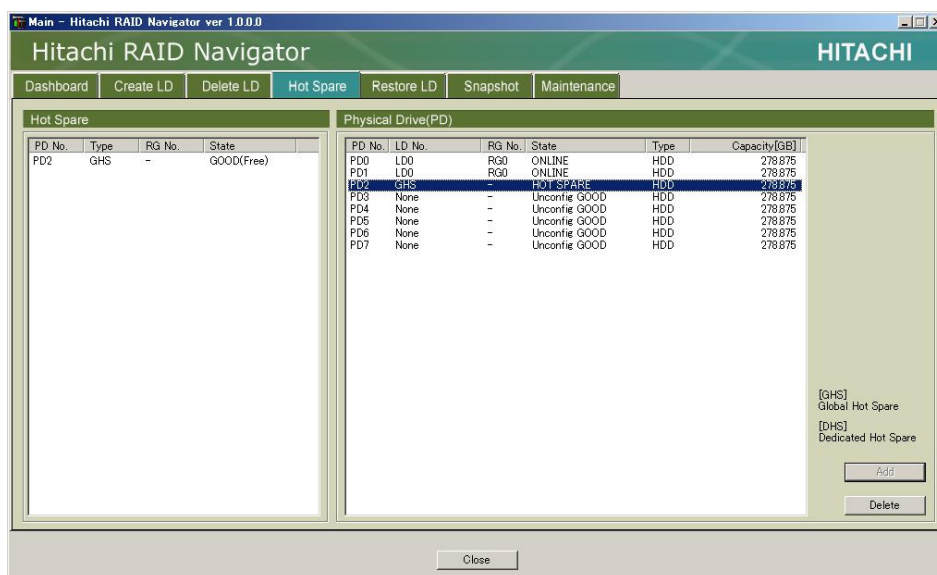 Main - Hitachi RAID Navigator ver 1.0.0.0
Hitachi RAID Navigator HITACHI
Dashboard Create LD Delete LD Hot Spare Restore LD Snapshot Maintenance
Hot Spare
PD No. Type RG No. State
PD2 GHS - GOOD(Free)
Physical Drive(PD)
PD No. LD No. RG No. State Type Capacity[GB]
PD0 LD0 RG0 ONLINE HDD 278.875
PD1 LD0 RG0 ONLINE HDD 278.875
PD2 GHS - HOT SPARE HDD 278.875
PD3 None - Unconfig GOOD HDD 278.875
PD4 None - Unconfig GOOD HDD 278.875
PD5 None - Unconfig GOOD HDD 278.875
PD6 None - Unconfig GOOD HDD 278.875
PD7 None - Unconfig GOOD HDD 278.875
[GHS]
Global Hot Spare
[DHS]
Dedicated Hot Spare
Add
Delete
Close